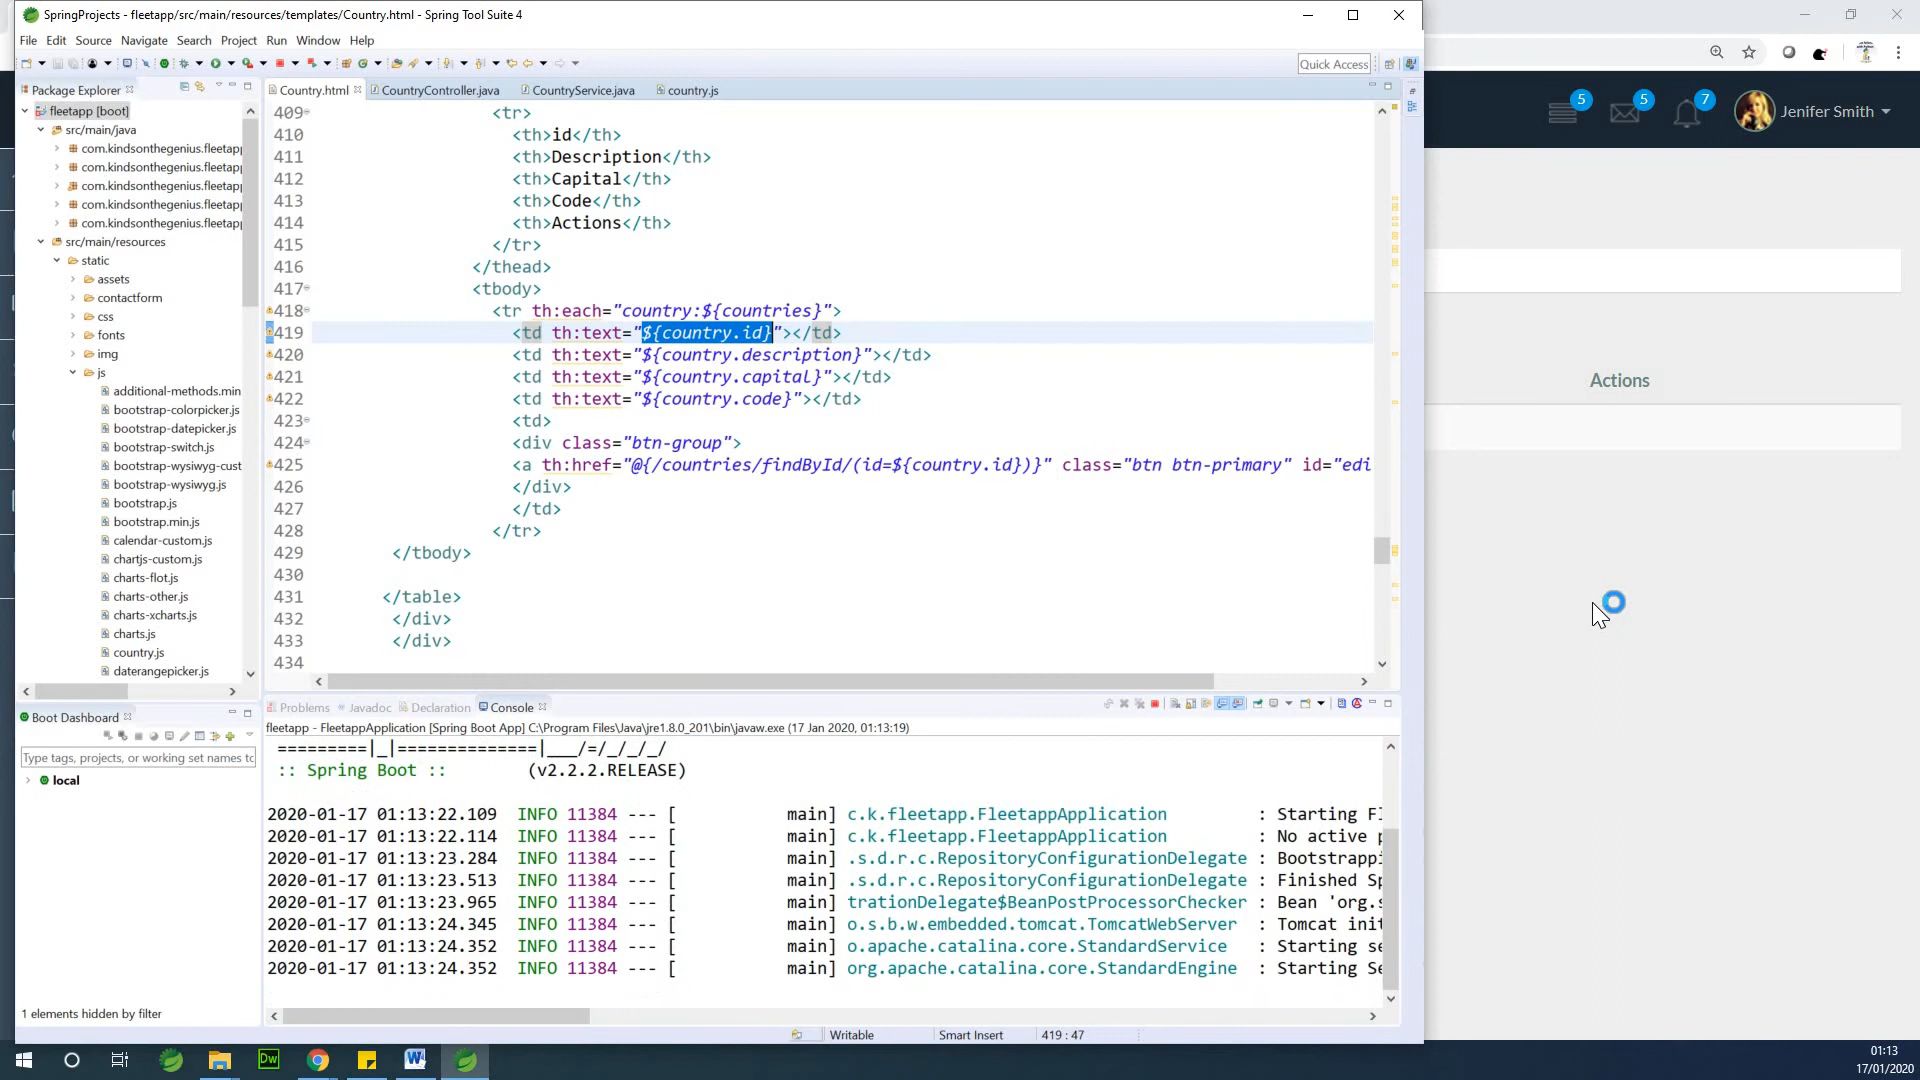 SpringProjects - fleetapp/src/main/resources/templates/Country.html - Spring Tool Suite 4
File Edit Source Navigate Search Project Run Window Help
Quick Access
Package Explorer
Country.html CountryController.java CountryService.java country.js
fleetapp [boot]
src/main/java
com.kindsonthegenius.fleetapp
com.kindsonthegenius.fleetapp
com.kindsonthegenius.fleetapp
com.kindsonthegenius.fleetapp
com.kindsonthegenius.fleetapp
src/main/resources
static
assets
contactform
css
fonts
img
js
additional-methods.min
bootstrap-colorpicker.js
bootstrap-datepicker.js
bootstrap-switch.js
bootstrap-wysiwyg-cust
bootstrap-wysiwyg.js
bootstrap.js
bootstrap.min.js
calendar-custom.js
chartjs-custom.js
charts-flot.js
charts-other.js
charts-xcharts.js
charts.js
country.js
daterangepicker.js
409 <tr>
410 <th>id</th>
411 <th>Description</th>
412 <th>Capital</th>
413 <th>Code</th>
414 <th>Actions</th>
415 </tr>
416 </thead>
417 <tbody>
418 <tr th:each="country:${countries}">
419 <td th:text="${country.id}"></td>
420 <td th:text="${country.description}"></td>
421 <td th:text="${country.capital}"></td>
422 <td th:text="${country.code}"></td>
423 <td>
424 <div class="btn-group">
425 <a th:href="@{/countries/findById/(id=${country.id})}" class="btn btn-primary" id="edi
426 </div>
427 </td>
428 </tr>
429 </tbody>
430
431 </table>
432 </div>
433 </div>
434
Boot Dashboard
Type tags, projects, or working set names to
local
1 elements hidden by filter
Problems Javadoc Declaration Console
fleetapp - FleetappApplication [Spring Boot App] C:\Program Files\Java\jre1.8.0_201\bin\javaw.exe (17 Jan 2020, 01:13:19)
=========|_|==============|___/=/_/_/_/
:: Spring Boot :: (v2.2.2.RELEASE)
2020-01-17 01:13:22.109 INFO 11384 --- [ main] c.k.fleetapp.FleetappApplication : Starting Fl
2020-01-17 01:13:22.114 INFO 11384 --- [ main] c.k.fleetapp.FleetappApplication : No active p
2020-01-17 01:13:23.284 INFO 11384 --- [ main] .s.d.r.c.RepositoryConfigurationDelegate : Bootstrappi
2020-01-17 01:13:23.513 INFO 11384 --- [ main] .s.d.r.c.RepositoryConfigurationDelegate : Finished Sp
2020-01-17 01:13:23.965 INFO 11384 --- [ main] trationDelegate$BeanPostProcessorChecker : Bean 'org.s
2020-01-17 01:13:24.345 INFO 11384 --- [ main] o.s.b.w.embedded.tomcat.TomcatWebServer : Tomcat init
2020-01-17 01:13:24.352 INFO 11384 --- [ main] o.apache.catalina.core.StandardService : Starting se
2020-01-17 01:13:24.352 INFO 11384 --- [ main] org.apache.catalina.core.StandardEngine : Starting Se
Writable Smart Insert 419 : 47
5 5 7
Jenifer Smith
Actions
Dw
W
01:13
17/01/2020